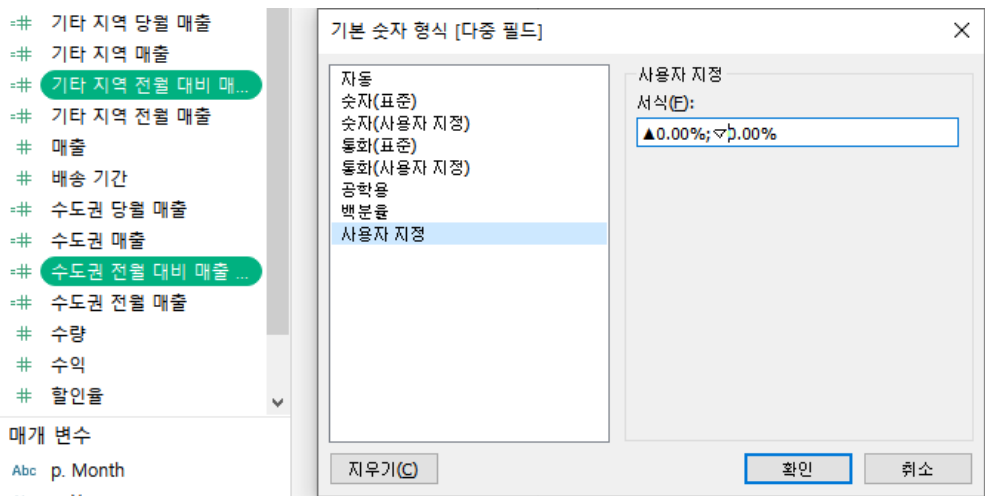 기타 지역 당월 매출
기타 지역 매출
기타 지역 전월 대비 매...
기타 지역 전월 매출
매출
배송 기간
수도권 당월 매출
수도권 매출
수도권 전월 대비 매출 ...
수도권 전월 매출
수량
수익
할인율
매개 변수
Abc p. Month
기본 숫자 형식 [다중 필드]
자동
숫자(표준)
숫자(사용자 지정)
통화(표준)
통화(사용자 지정)
공학용
백분율
사용자 지정
사용자 지정
서식(F):
▲0.00%;▽0.00%
지우기(C)
확인
취소